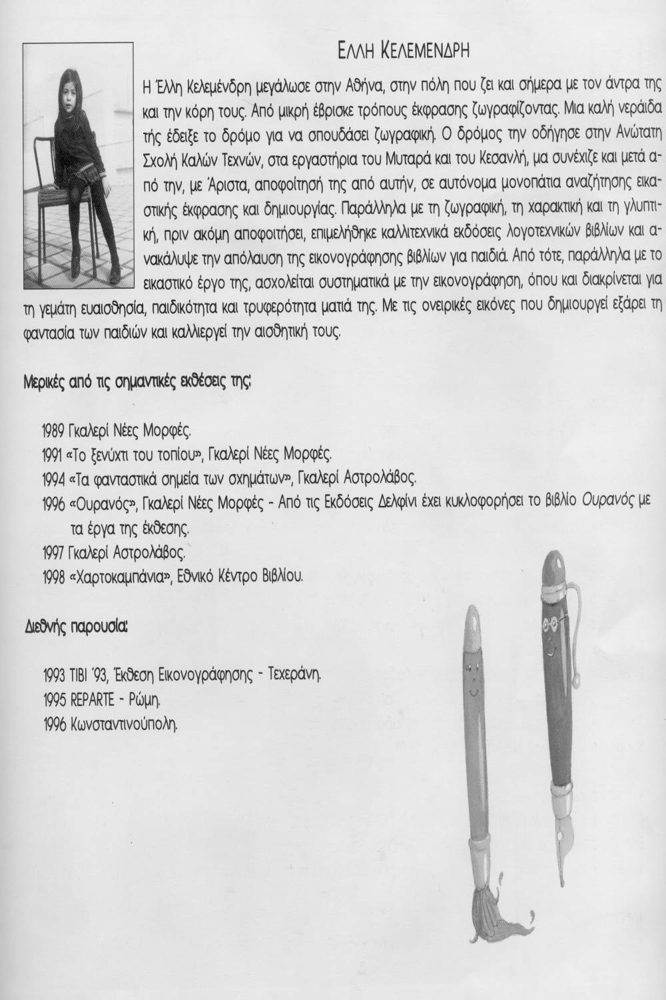 ΕΛΛΗ ΚΕΛΕΜΕΝΔΡΗ
Η Έλλη Κελεμένδρη μεγάλωσε στην Αθήνα, στην πόλη που ζει και σήμερα με τον άντρα της
και την κόρη τους. Από μικρή έβρισκε τρόπους έκφρασης ζωγραφίζοντας. Μια καλή νεράιδα
τής έδειξε το δρόμο για να σπουδάσει ζωγραφική. Ο δρόμος την οδήγησε στην Ανώτατη
Σχολή Καλών Τεχνών, στα εργαστήρια του Μυταρά και του Κεσανλή, μα συνέχιζε και μετά α-
πό την, με Άριστα, αποφοίτησή της από αυτήν, σε αυτόνομα μονοπάτια αναζήτησης εικα-
στικής έκφρασης και δημιουργίας. Παράλληλα με τη ζωγραφική, τη χαρακτική και τη γλυπτι-
κή, πριν ακόμη αποφοιτήσει, επιμελήθηκε καλλιτεχνικά εκδόσεις λογοτεχνικών βιβλίων και α-
νακάλυψε την απόλαυση της εικονογράφησης βιβλίων για παιδιά. Από τότε, παράλληλα με το
εικαστικό έργο της, ασχολείται συστηματικά με την εικονογράφηση, όπου και διακρίνεται για
τη γεμάτη ευαισθησία, παιδικότητα και τρυφερότητα ματιά της. Με τις ονειρικές εικόνες που δημιουργεί εξάρει τη
φαντασία των παιδιών και καλλιεργεί την αισθητική τους.
Μερικές από τις σημαντικές εκθέσεις της:
1989 Γκαλερί Νέες Μορφές.
1991 «Το ξενύχτι του τοπίου», Γκαλερί Νέες Μορφές.
1994 «Τα φανταστικά σημεία των σχημάτων», Γκαλερί Αστρολάβος.
1996 «Ουρανός», Γκαλερί Νέες Μορφές - Από τις Εκδόσεις Δελφίνι έχει κυκλοφορήσει το βιβλίο Ουρανός με
τα έργα της έκθεσης.
1997 Γκαλερί Αστρολάβος.
1998 «Χαρτοκαμπάνια», Εθνικό Κέντρο Βιβλίου.
Διεθνής παρουσία:
1993 TIBI '93, Έκθεση Εικονογράφησης - Τεχεράνη.
1995 REPARTE - Ρώμη.
1996 Κωνσταντινούπολη.